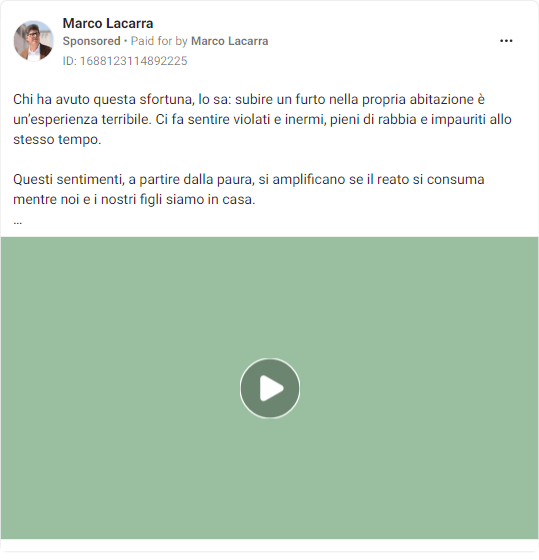 Marco Lacarra
Sponsored • Paid for by Marco Lacarra
ID: 1688123114892225
Chi ha avuto questa sfortuna, lo sa: subire un furto nella propria abitazione è
un’esperienza terribile. Ci fa sentire violati e inermi, pieni di rabbia e impauriti allo
stesso tempo.
Questi sentimenti, a partire dalla paura, si amplificano se il reato si consuma
mentre noi e i nostri figli siamo in casa.
...